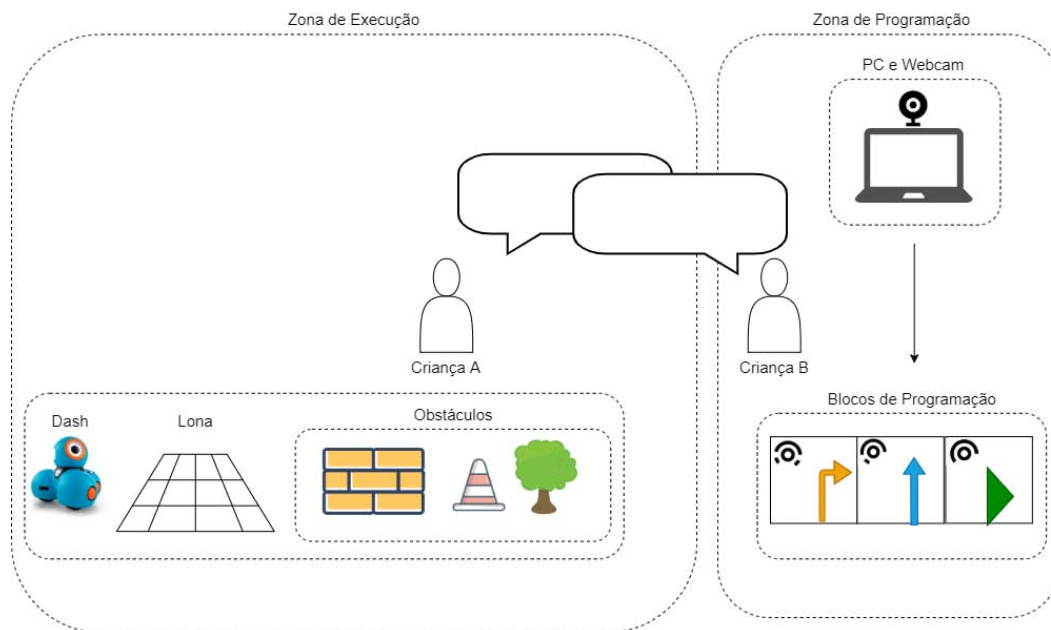 Zona de Execução
Zona de Programação
PC e Webcam
Criança A
Criança B
Dash
Lona
Obstáculos
Blocos de Programação